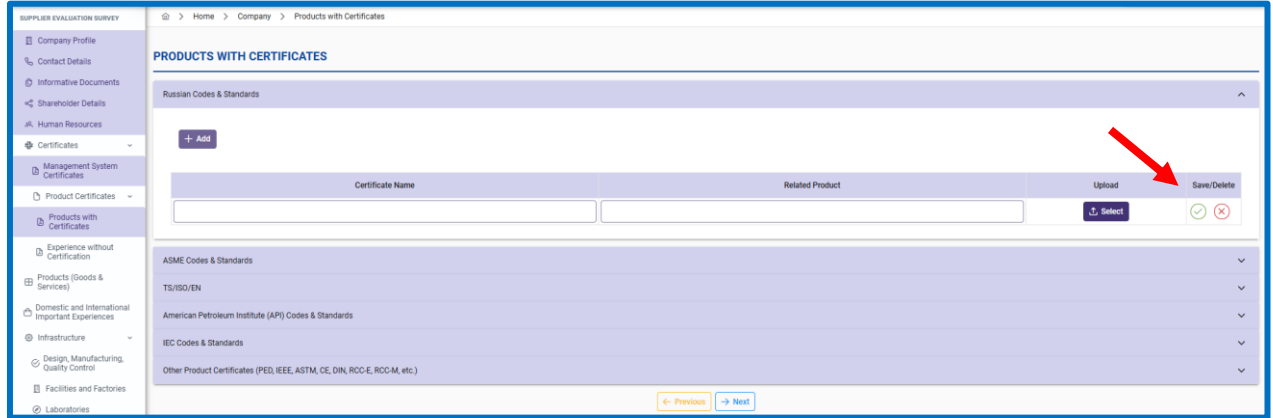 SUPPLIER EVALUATION SURVEY
Company Profile
Contact Details
Informative Documents
Shareholder Details
Human Resources
Certificates
Management System
Certificates
Product Certificates
Products with
Certificates
Experience without
Certification
Products (Goods &
Services)
Domestic and International
Important Experiences
Infrastructure
Design, Manufacturing,
Quality Control
Facilities and Factories
Laboratories
> Home > Company > Products with Certificates
PRODUCTS WITH CERTIFICATES
Russian Codes & Standards
+ Add
Certificate Name Related Product Upload Save/Delete
Select
ASME Codes & Standards
TS/ISO/EN
American Petroleum Institute (API) Codes & Standards
IEC Codes & Standards
Other Product Certificates (PED, IEEE, ASTM, CE, DIN, RCC-E, RCC-M, etc.)
← Previous → Next